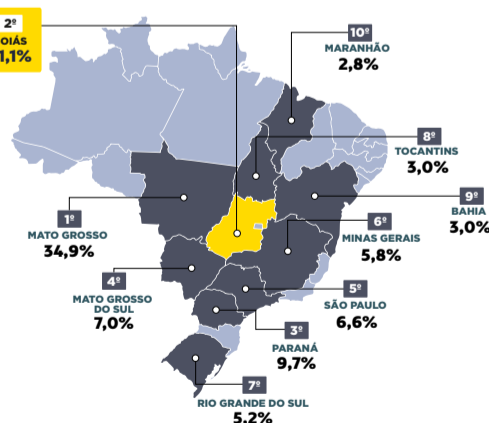 2º
OIÁS
1,1%
10º
MARANHÃO
2,8%
8º
TOCANTINS
3,0%
9º
BAHIA
3,0%
1º
MATO GROSSO
34,9%
6º
MINAS GERAIS
5,8%
4º
MATO GROSSO
DO SUL
7,0%
5º
SÃO PAULO
6,6%
3º
PARANÁ
9,7%
7º
RIO GRANDE DO SUL
5,2%